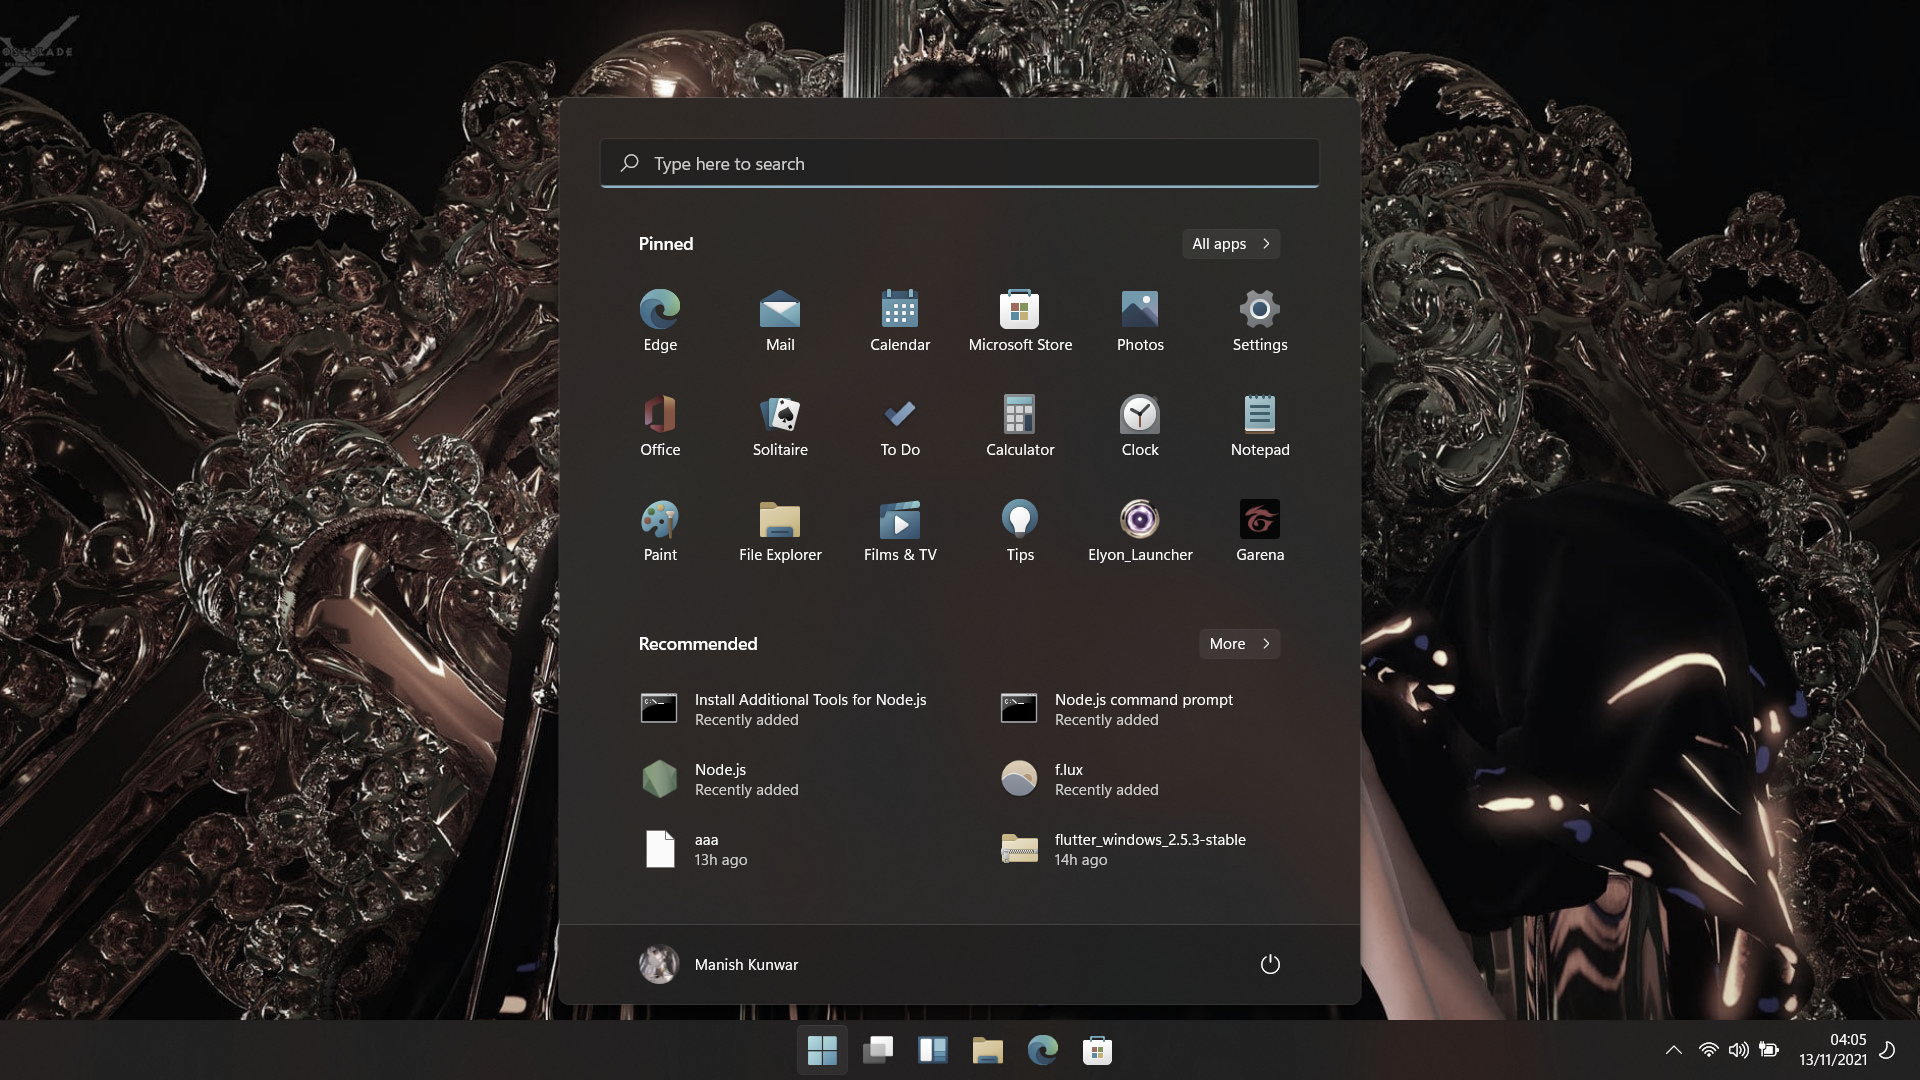 Type here to search
Pinned
All apps
Edge
Mail
Calendar
Microsoft Store
Photos
Settings
Office
Solitaire
To Do
Calculator
Clock
Notepad
Paint
File Explorer
Films & TV
Tips
Elyon_Launcher
Garena
Recommended
More
Install Additional Tools for Node.js
Recently added
Node.js command prompt
Recently added
Node.js
Recently added
f.lux
Recently added
aaa
13h ago
flutter_windows_2.5.3-stable
14h ago
Manish Kunwar
04:05
13/11/2021